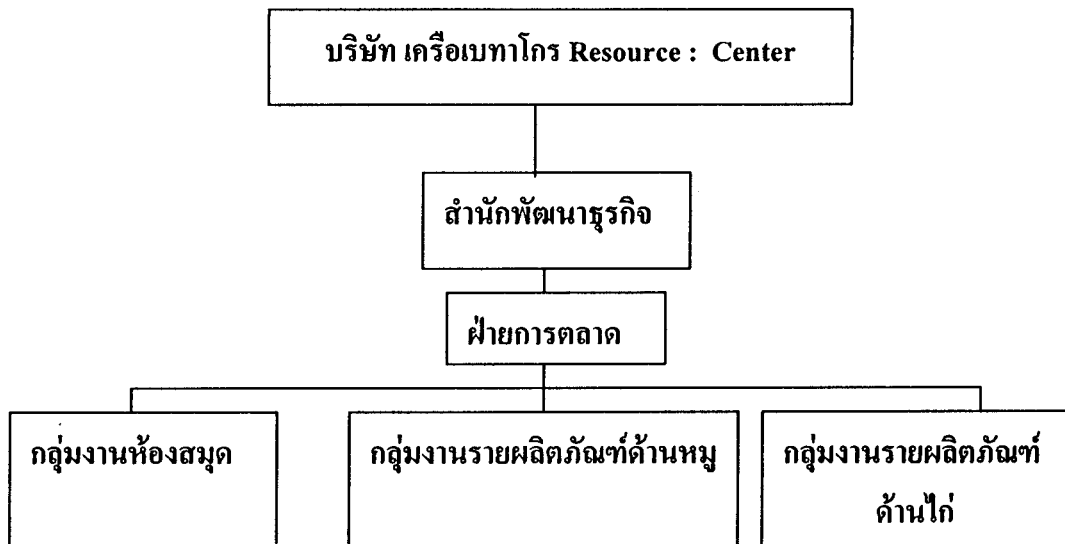 บริษัท เครือเบทาโกร Resource : Center
สำนักพัฒนาธุรกิจ
ฝ่ายการตลาด
กลุ่มงานห้องสมุด
กลุ่มงานรายผลิตภัณฑ์ด้านหมู
กลุ่มงานรายผลิตภัณฑ์
ด้านไก่